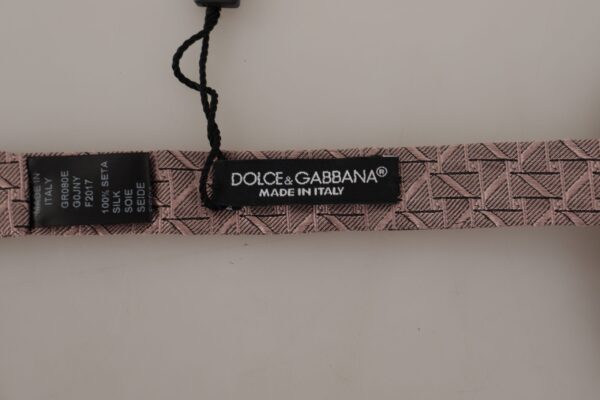 MADE IN
ITALY
GR080E
G0JNY
F2017
100% SETA
SILK
SOIE
SEIDE
DOLCE & GABBANA®
MADE IN ITALY